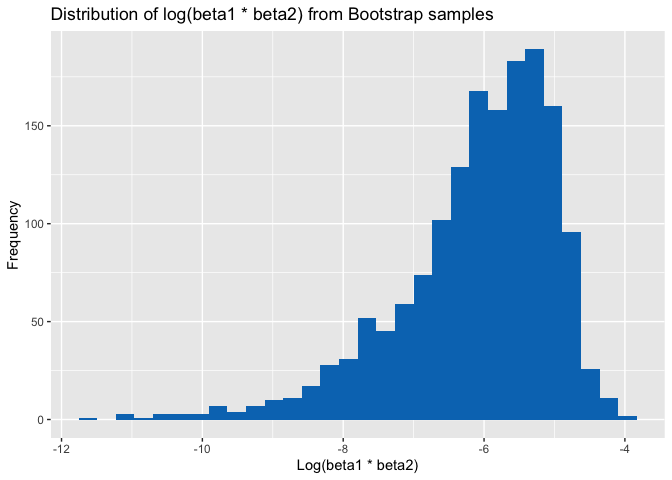 Distribution of log(beta1 * beta2) from Bootstrap samples
Frequency
150
100
50
0
-12 -10 -8 -6 -4
Log(beta1 * beta2)